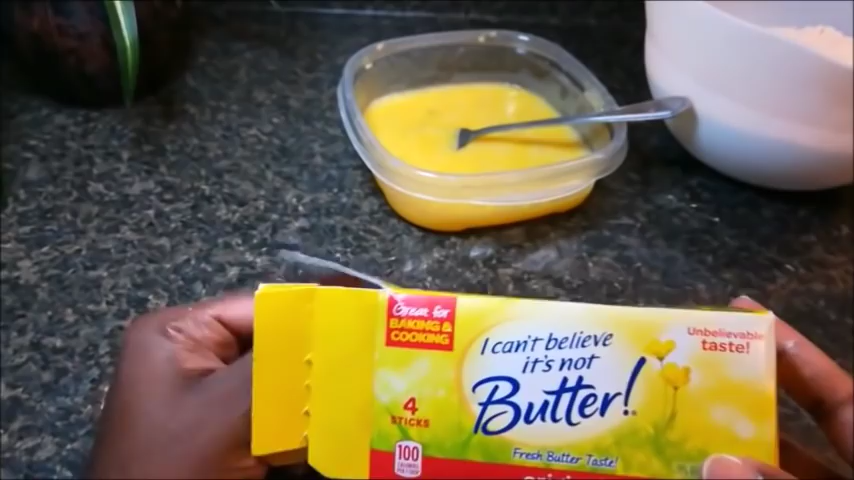 Great for
BAKING &
COOKING
I can't believe
it's not
Butter!
Unbelievable
taste!
4
STICKS
100
Fresh Butter Taste!